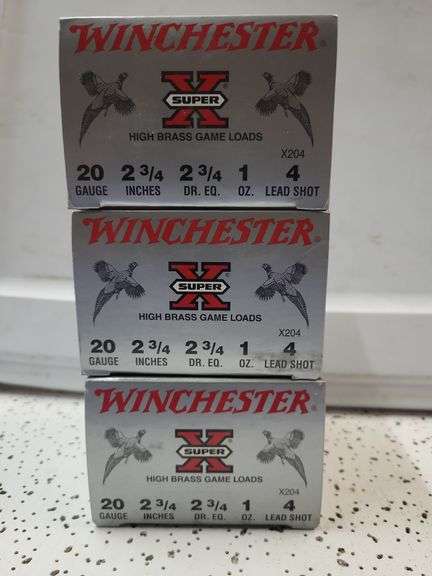 WINCHESTER®
X
SUPER ®
HIGH BRASS GAME LOADS
X204
20 2 3/4 2 3/4 1 4
GAUGE INCHES DR. EQ. OZ. LEAD SHOT
WINCHESTER®
X
SUPER ®
HIGH BRASS GAME LOADS
X204
20 2 3/4 2 3/4 1 4
GAUGE INCHES DR. EQ. OZ. LEAD SHOT
WINCHESTER®
X
SUPER ®
HIGH BRASS GAME LOADS
X204
20 2 3/4 2 3/4 1 4
GAUGE INCHES DR. EQ. OZ. LEAD SHOT